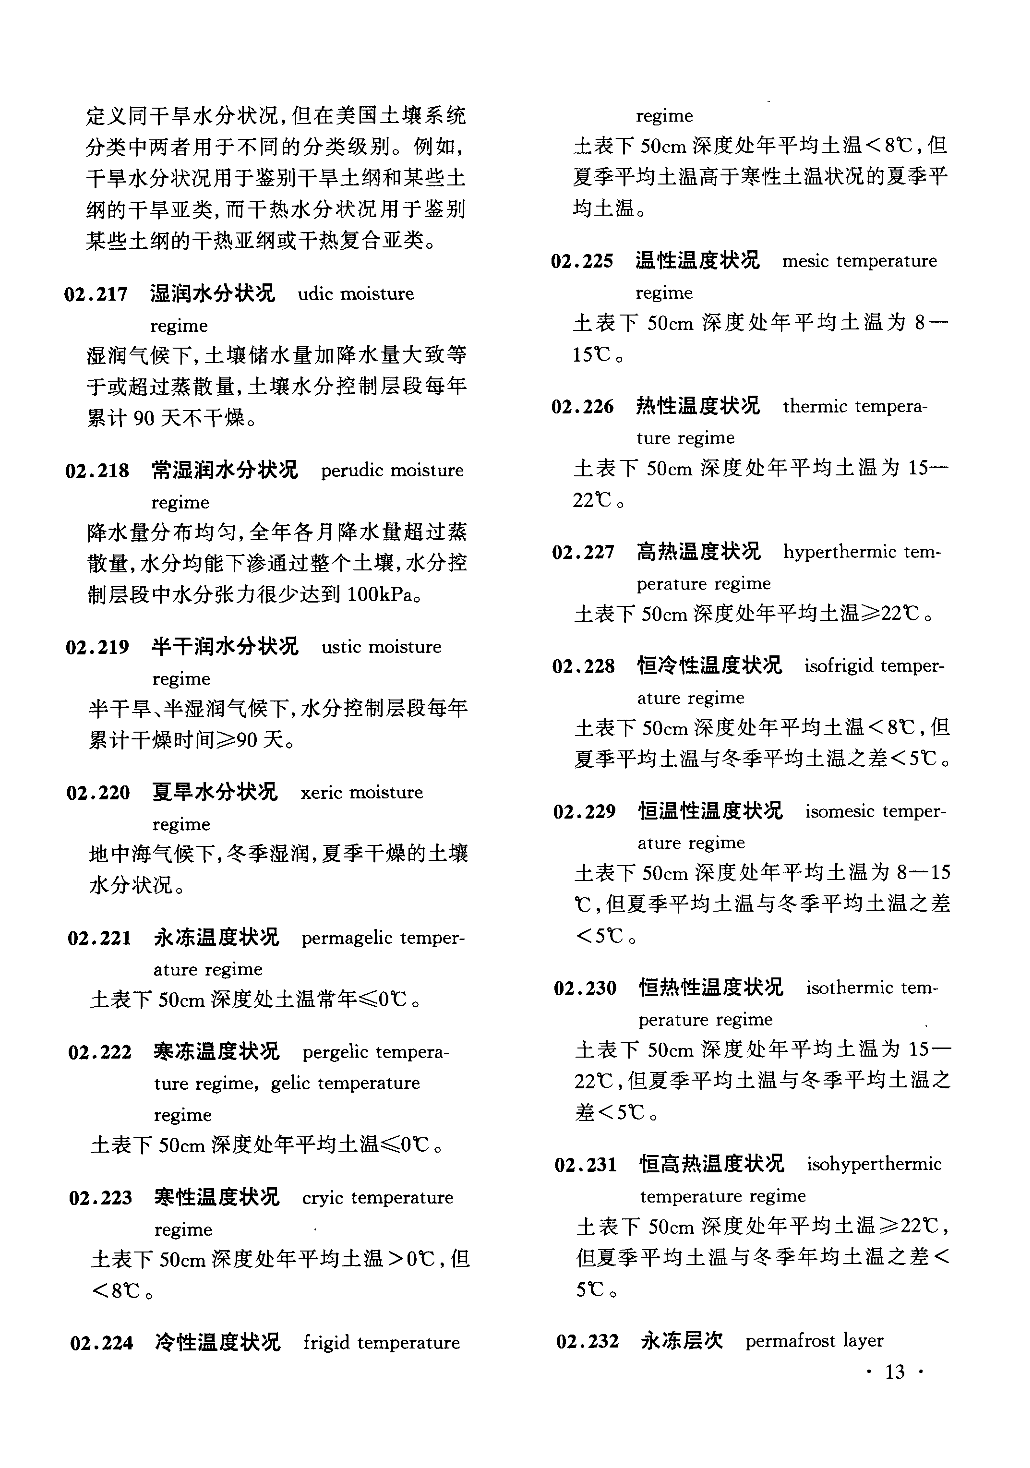 定义同干旱水分状况,但在美国土壤系统
分类中两者用于不同的分类级别。例如,
干旱水分状况用于鉴别干旱土纲和某些土
纲的干旱亚类,而干热水分状况用于鉴别
某些土纲的干热亚纲或干热复合亚类。
02.217 湿润水分状况 udic moisture
regime
湿润气候下,土壤储水量加降水量大致等
于或超过蒸散量,土壤水分控制层段每年
累计 90 天不干燥。
02.218 常湿润水分状况 perudic moisture
regime
降水量分布均匀,全年各月降水量超过蒸
散量,水分均能下渗通过整个土壤,水分控
制层段中水分张力很少达到 100kPa。
02.219 半干润水分状况 ustic moisture
regime
半干旱、半湿润气候下,水分控制层段每年
累计干燥时间≥90 天。
02.220 夏旱水分状况 xeric moisture
regime
地中海气候下,冬季湿润,夏季干燥的土壤
水分状况。
02.221 永冻温度状况 permagelic temper-
ature regime
土表下 50cm 深度处土温常年≤0℃。
02.222 寒冻温度状况 pergelic tempera-
ture regime, gelic temperature
regime
土表下 50cm 深度处年平均土温≤0℃。
02.223 寒性温度状况 cryic temperature
regime
土表下 50cm 深度处年平均土温>0℃,但
<8℃。
02.224 冷性温度状况 frigid temperature
regime
土表下 50cm 深度处年平均土温<8℃,但
夏季平均土温高于寒性土温状况的夏季平
均土温。
02.225 温性温度状况 mesic temperature
regime
土表下 50cm 深度处年平均土温为 8—
15℃。
02.226 热性温度状况 thermic tempera-
ture regime
土表下 50cm 深度处年平均土温为 15—
22℃。
02.227 高热温度状况 hyperthermic tem-
perature regime
土表下 50cm 深度处年平均土温≥22℃。
02.228 恒冷性温度状况 isofrigid temper-
ature regime
土表下 50cm 深度处年平均土温<8℃,但
夏季平均土温与冬季平均土温之差<5℃。
02.229 恒温性温度状况 isomesic temper-
ature regime
土表下 50cm 深度处年平均土温为 8—15
℃,但夏季平均土温与冬季平均土温之差
<5℃。
02.230 恒热性温度状况 isothermic tem-
perature regime
土表下 50cm 深度处年平均土温为 15—
22℃,但夏季平均土温与冬季平均土温之
差<5℃。
02.231 恒高热温度状况 isohyperthermic
temperature regime
土表下 50cm 深度处年平均土温≥22℃,
但夏季平均土温与冬季年均土温之差<
5℃。
02.232 永冻层次 permafrost layer
· 13 ·